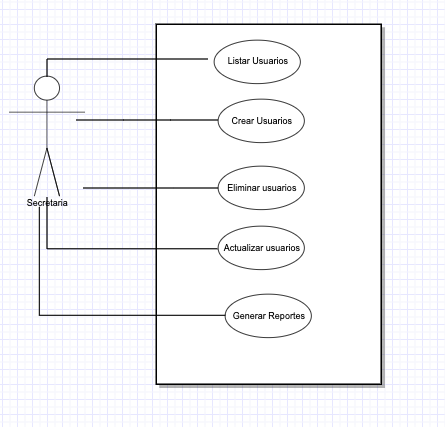 Listar Usuarios
Crear Usuarios
Eliminar usuarios
Secretaria
Actualizar usuarios
Generar Reportes